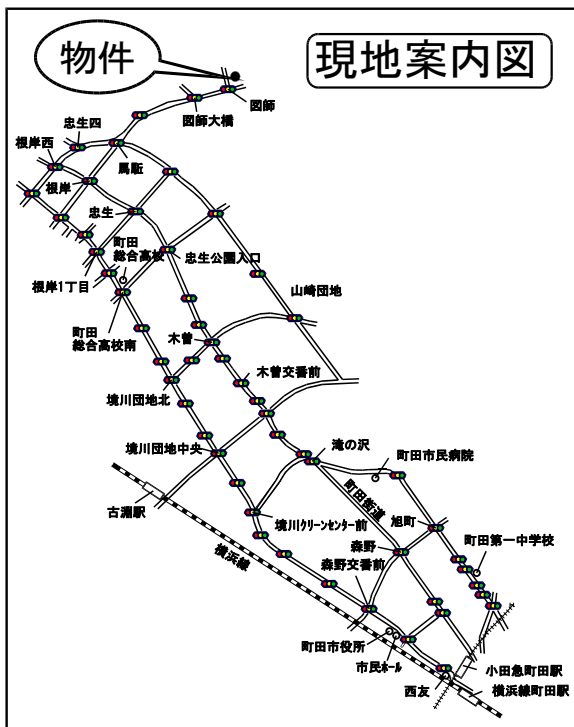 物件
現地案内図
図師
図師大橋
忠生四
根岸西
馬駈
根岸
忠生
町田
総合高校
忠生公園入口
根岸1丁目
山崎団地
町田
総合高校南
木曽
木曽交番前
境川団地北
滝の沢
境川団地中央
町田市民病院
古淵駅
町田街道
境川クリーンセンター前
旭町
横浜線
町田第一中学校
森野
森野交番前
町田市役所
市民ホール
小田急町田駅
西友
横浜線町田駅